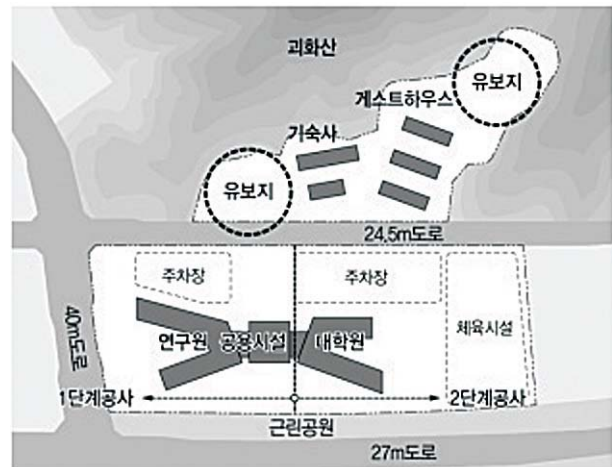 괴화산
유보지
게스트하우스
기숙사
유보지
24.5m도로
주차장
주차장
40m도로
연구원
공용시설
대학원
체육시설
1단계공사
2단계공사
근린공원
27m도로